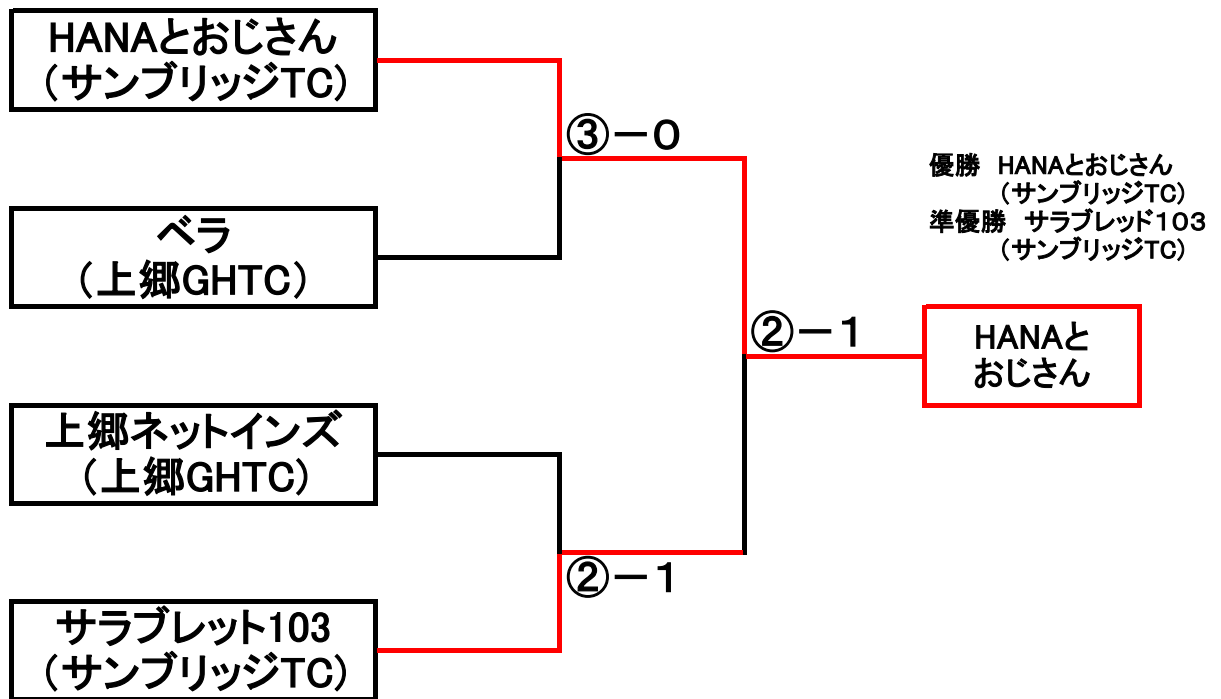 HANAとおじさん
（サンブリッジTC）
③－０
優勝　HANAとおじさん
（サンブリッジTC）
準優勝　サラブレッド１０３
（サンブリッジTC）
ベラ
（上郷GHTC）
②－１
HANAと
おじさん
上郷ネットインズ
（上郷GHTC）
②－１
サラブレット103
（サンブリッジTC）